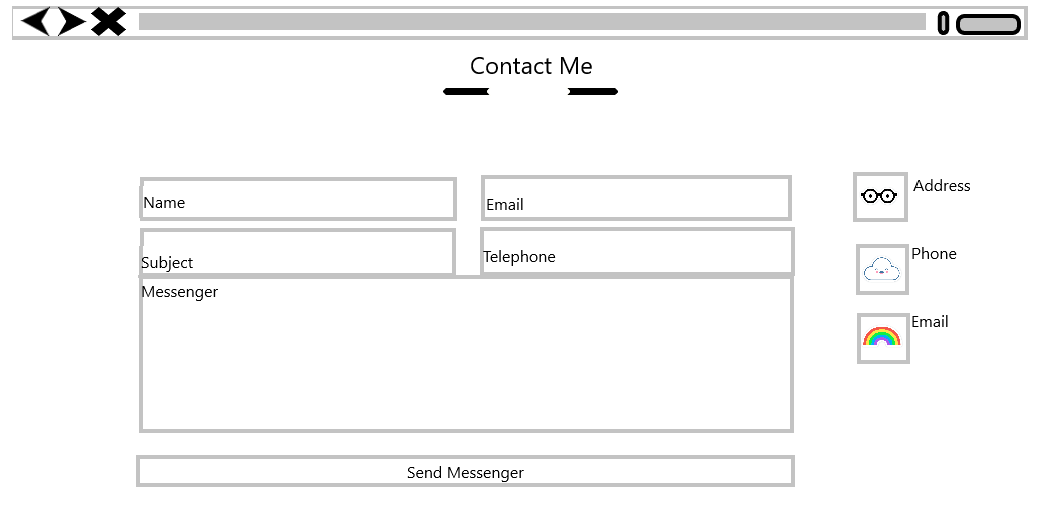 Contact Me
Name
Email
Subject
Telephone
Messenger
Send Messenger
Address
Phone
Email